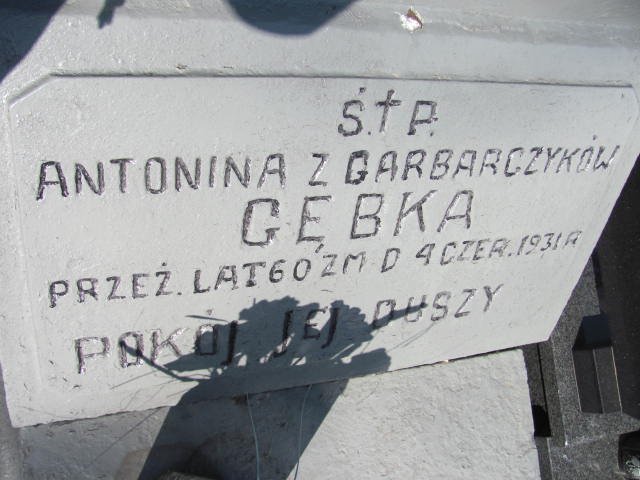 Ś.†P.
ANTONINA Z GARBARCZYKÓW
GĘBKA
PRZEŻ. LAT 60 ZM D 4 CZER. 1931 R
POKÓJ JEJ DUSZY